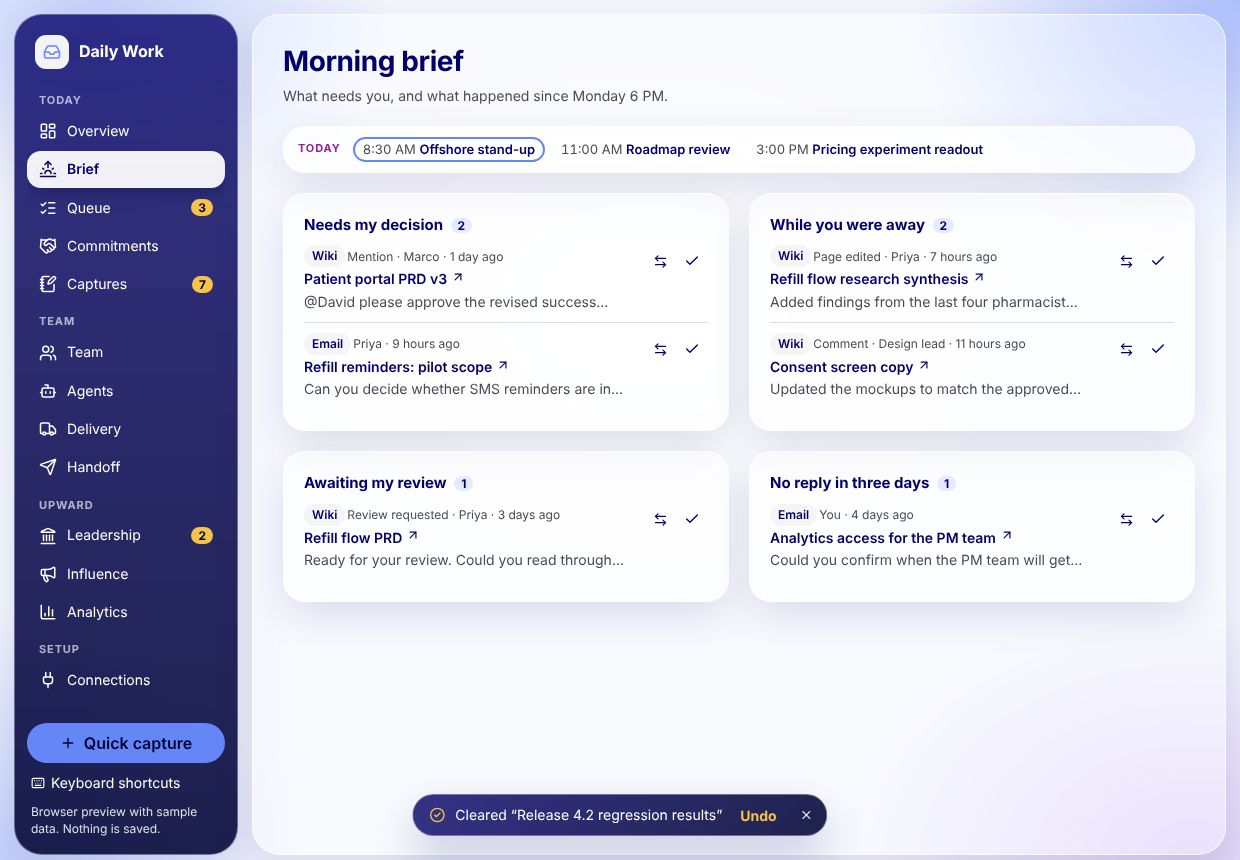 Daily Work
TODAY
Overview
Brief
Queue 3
Commitments
Captures 7
TEAM
Team
Agents
Delivery
Handoff
UPWARD
Leadership 2
Influence
Analytics
SETUP
Connections
+ Quick capture
Keyboard shortcuts
Browser preview with sample
data. Nothing is saved.
Morning brief
What needs you, and what happened since Monday 6 PM.
TODAY 8:30 AM Offshore stand-up 11:00 AM Roadmap review 3:00 PM Pricing experiment readout
Needs my decision 2
Wiki Mention · Marco · 1 day ago
Patient portal PRD v3
@David please approve the revised success…
Email Priya · 9 hours ago
Refill reminders: pilot scope
Can you decide whether SMS reminders are in…
While you were away 2
Wiki Page edited · Priya · 7 hours ago
Refill flow research synthesis
Added findings from the last four pharmacist…
Wiki Comment · Design lead · 11 hours ago
Consent screen copy
Updated the mockups to match the approved…
Awaiting my review 1
Wiki Review requested · Priya · 3 days ago
Refill flow PRD
Ready for your review. Could you read through…
No reply in three days 1
Email You · 4 days ago
Analytics access for the PM team
Could you confirm when the PM team will get…
Cleared “Release 4.2 regression results” Undo